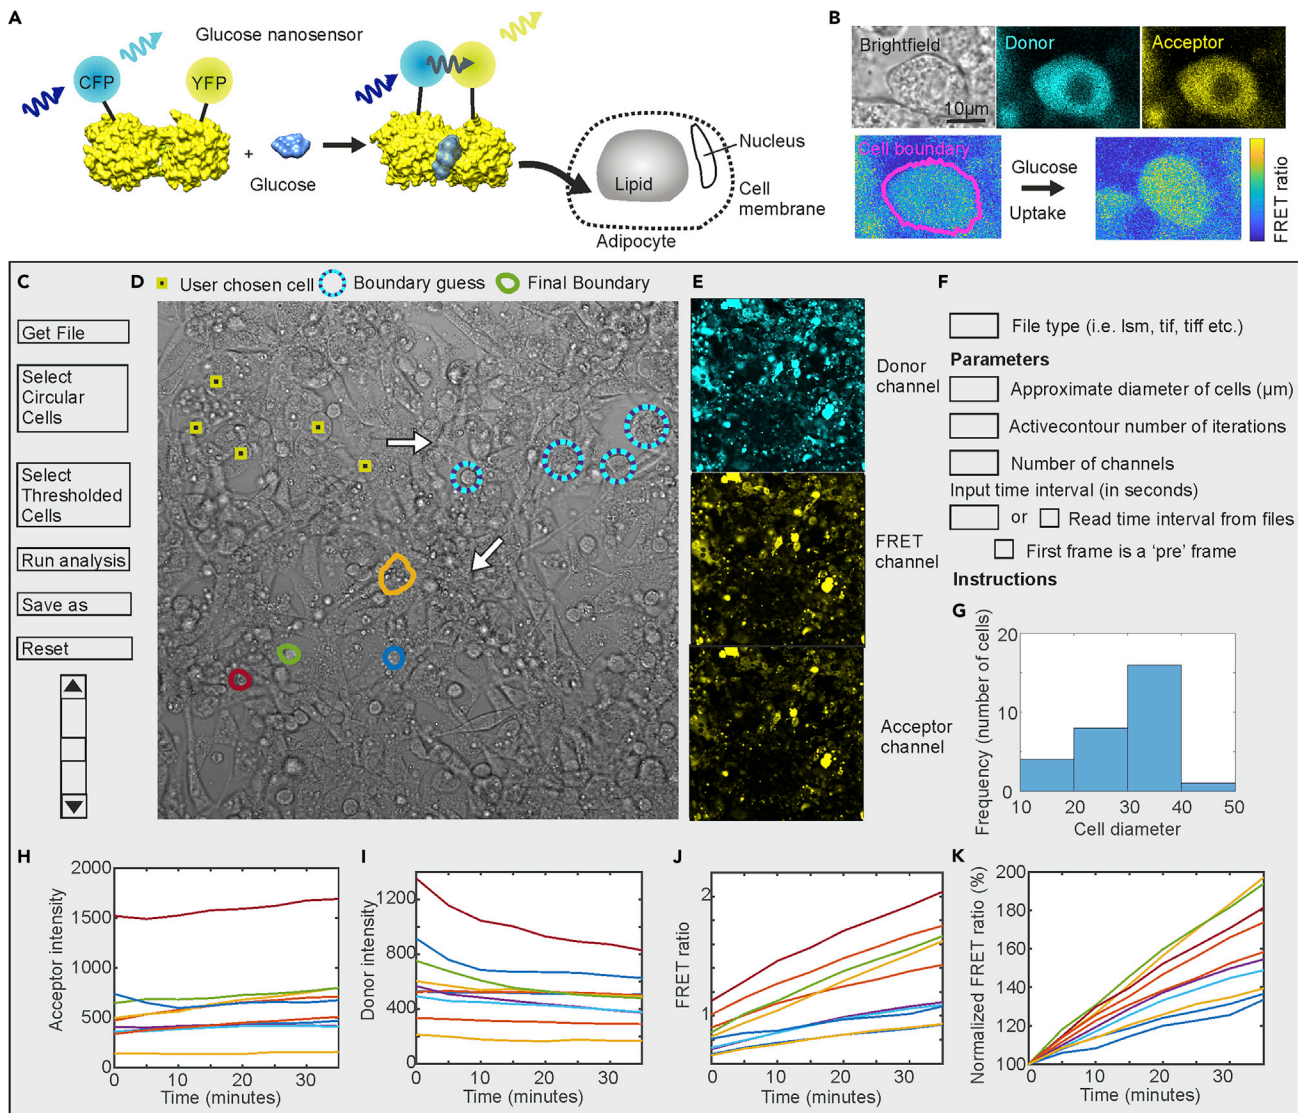 A
Glucose nanosensor
CFP
YFP
+
Glucose
Lipid
Nucleus
Cell
membrane
Adipocyte
B
Brightfield
10µm
Donor
Acceptor
Cell boundary
Glucose
Uptake
FRET ratio
C
Get File
Select
Circular
Cells
Select
Thresholded
Cells
Run analysis
Save as
Reset
D
User chosen cell
Boundary guess
Final Boundary
E
Donor
channel
FRET
channel
Acceptor
channel
F
File type (i.e. lsm, tif, tiff etc.)
Parameters
Approximate diameter of cells (µm)
Activecontour number of iterations
Number of channels
Input time interval (in seconds)
or
Read time interval from files
First frame is a ‘pre’ frame
Instructions
G
Frequency (number of cells)
20
10
0
10 20 30 40 50
Cell diameter
H
Acceptor intensity
2000
1500
1000
500
0
0 10 20 30
Time (minutes)
I
Donor intensity
1200
800
400
0
0 10 20 30
Time (minutes)
J
FRET ratio
2
1
0 10 20 30
Time (minutes)
K
Normalized FRET ratio (%)
200
180
160
140
120
100
0 10 20 30
Time (minutes)